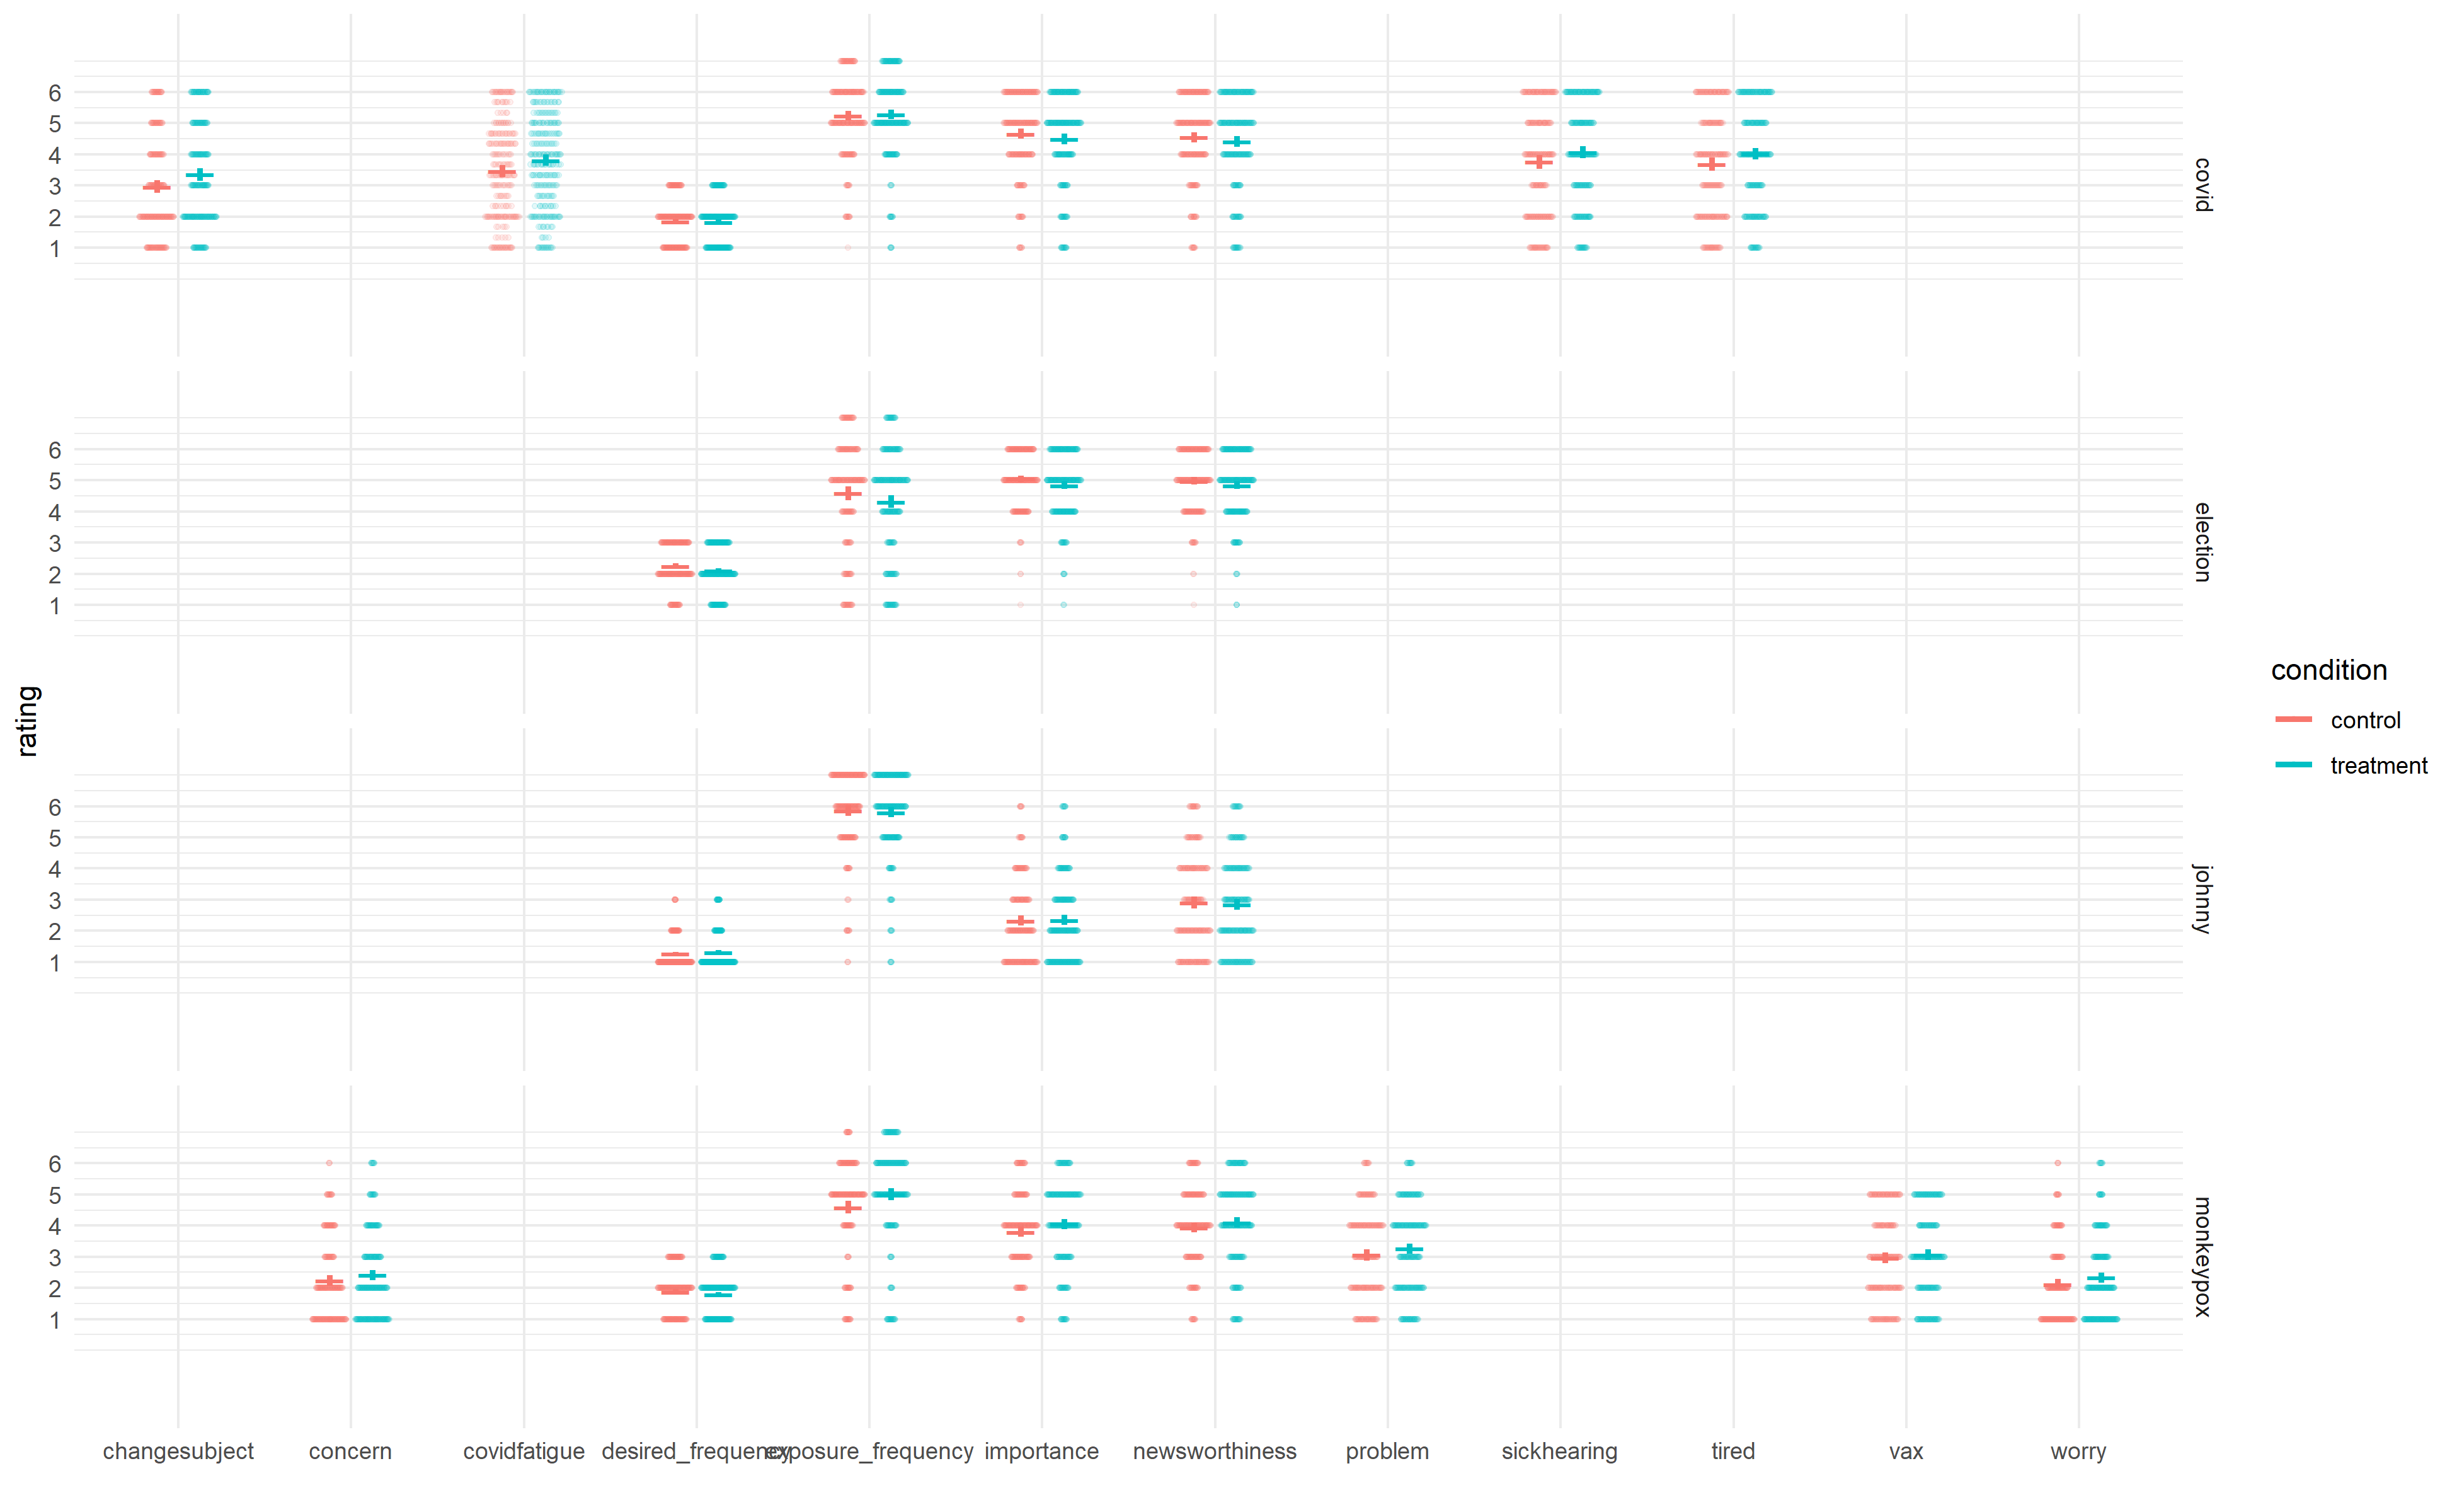 rating
6
5
4
3
2
1
covid
6
5
4
3
2
1
election
6
5
4
3
2
1
johnny
6
5
4
3
2
1
monkeypox
changesubject concern covidfatigue desired_frequency exposure_frequency importance newsworthiness problem sickhearing tired vax worry
condition
control
treatment